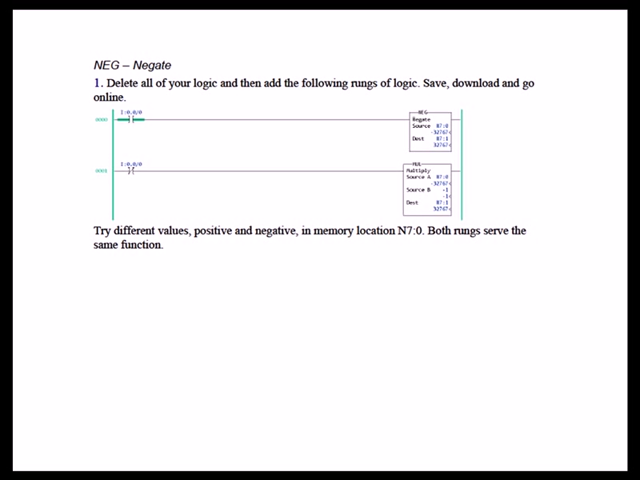 NEG – Negate
1. Delete all of your logic and then add the following rungs of logic. Save, download and go
online.
I:0.0/0
NEG
0000
Negate
Source N7:0
-32767<
Dest N7:1
32767<
I:0.0/0
MUL
0001
Multiply
Source A N7:0
-32767<
Source B -1
-1<
Dest N7:1
32767<
Try different values, positive and negative, in memory location N7:0. Both rungs serve the
same function.